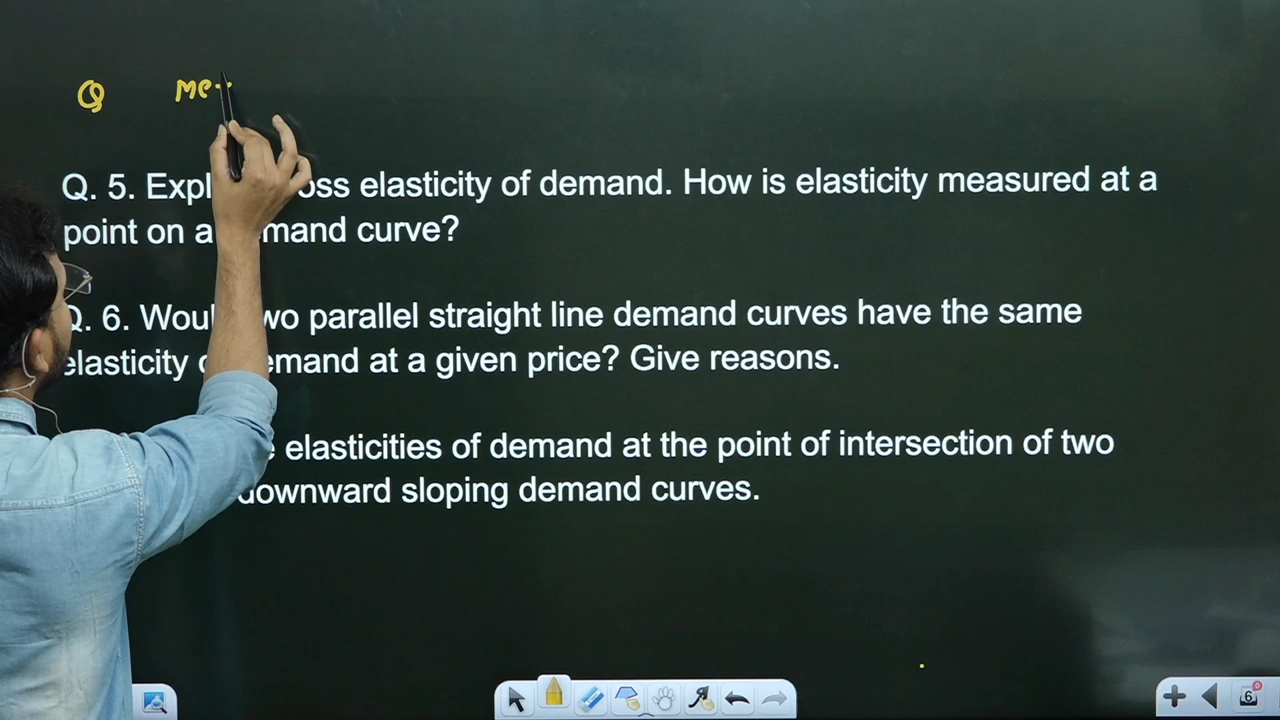 Q Me
Q. 5. Expl oss elasticity of demand. How is elasticity measured at a
point on a mand curve?
Q. 6. Woul wo parallel straight line demand curves have the same
elasticity emand at a given price? Give reasons.
elasticities of demand at the point of intersection of two
downward sloping demand curves.
6